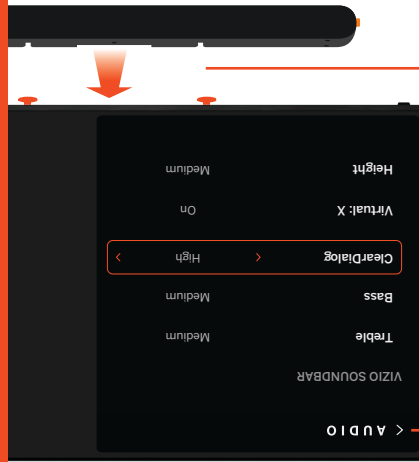 < AUDIO
VIZIO SOUNDBAR
Treble Medium
Bass Medium
ClearDialog < High >
Virtual: X On
Height Medium